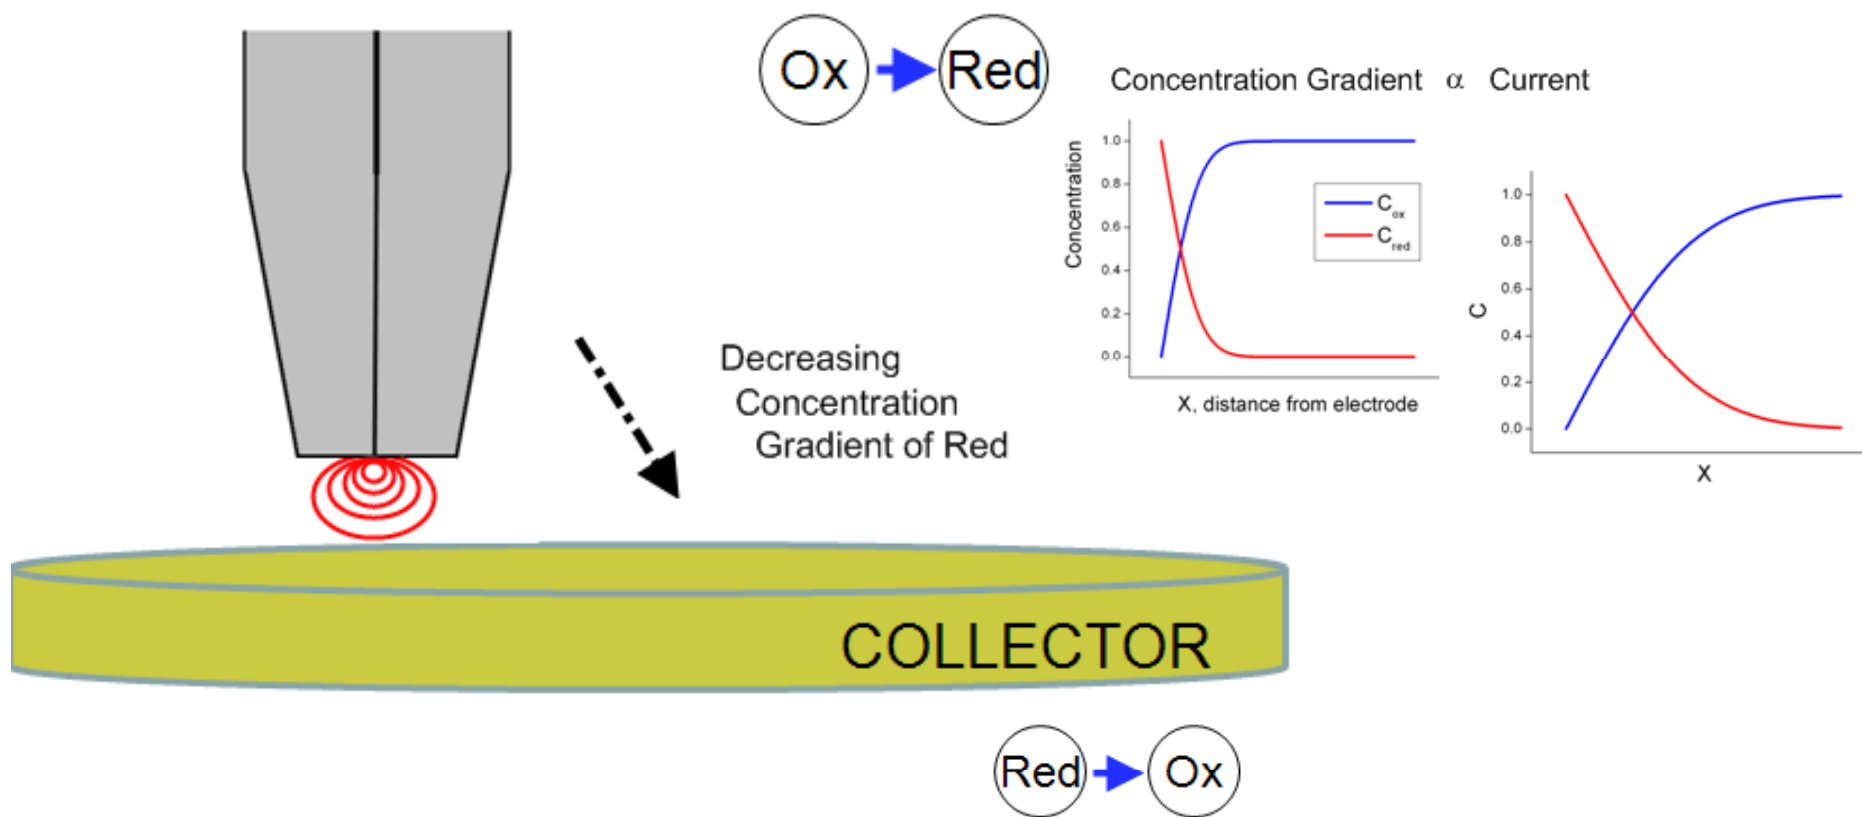 Ox Red
Concentration Gradient α Current
Concentration
1.0
0.8
0.6
0.4
0.2
0.0
C_ox
C_red
X, distance from electrode
C
1.0
0.8
0.6
0.4
0.2
0.0
X
Decreasing
Concentration
Gradient of Red
COLLECTOR
Red Ox